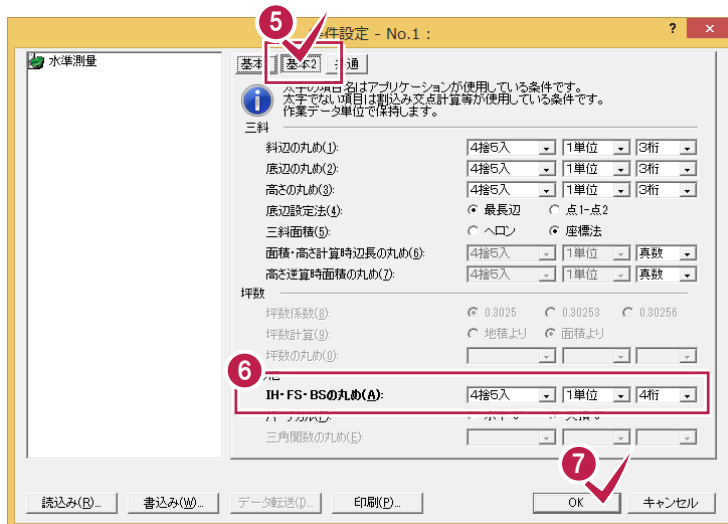 5
件設定 - No.1 :
? ×
水準測量
基本 基本2 共通
太字の項目名はアプリケーションが使用している条件です。
太字でない項目は割込み交点計算等が使用している条件です。
作業データ単位で保持します。
三斜
斜辺の丸め(1): 4捨5入 1単位 3桁
底辺の丸め(2): 4捨5入 1単位 3桁
高さの丸め(3): 4捨5入 1単位 3桁
底辺設定法(4): 最長辺 点1-点2
三斜面積(5): ヘロン 座標法
面積・高さ計算時辺長の丸め(6): 4捨5入 1単位 真数
高さ逆算時面積の丸め(7): 4捨5入 1単位 真数
坪数
坪数係数(8): 0.3025 0.30253 0.30256
坪数計算(9): 地積より 面積より
坪数の丸め(0):
6
IH・FS・BSの丸め(A): 4捨5入 1単位 4桁
三角関数の丸め(E):
7
読込み(R)... 書込み(W)... データ転送(I)... 印刷(P)... OK キャンセル